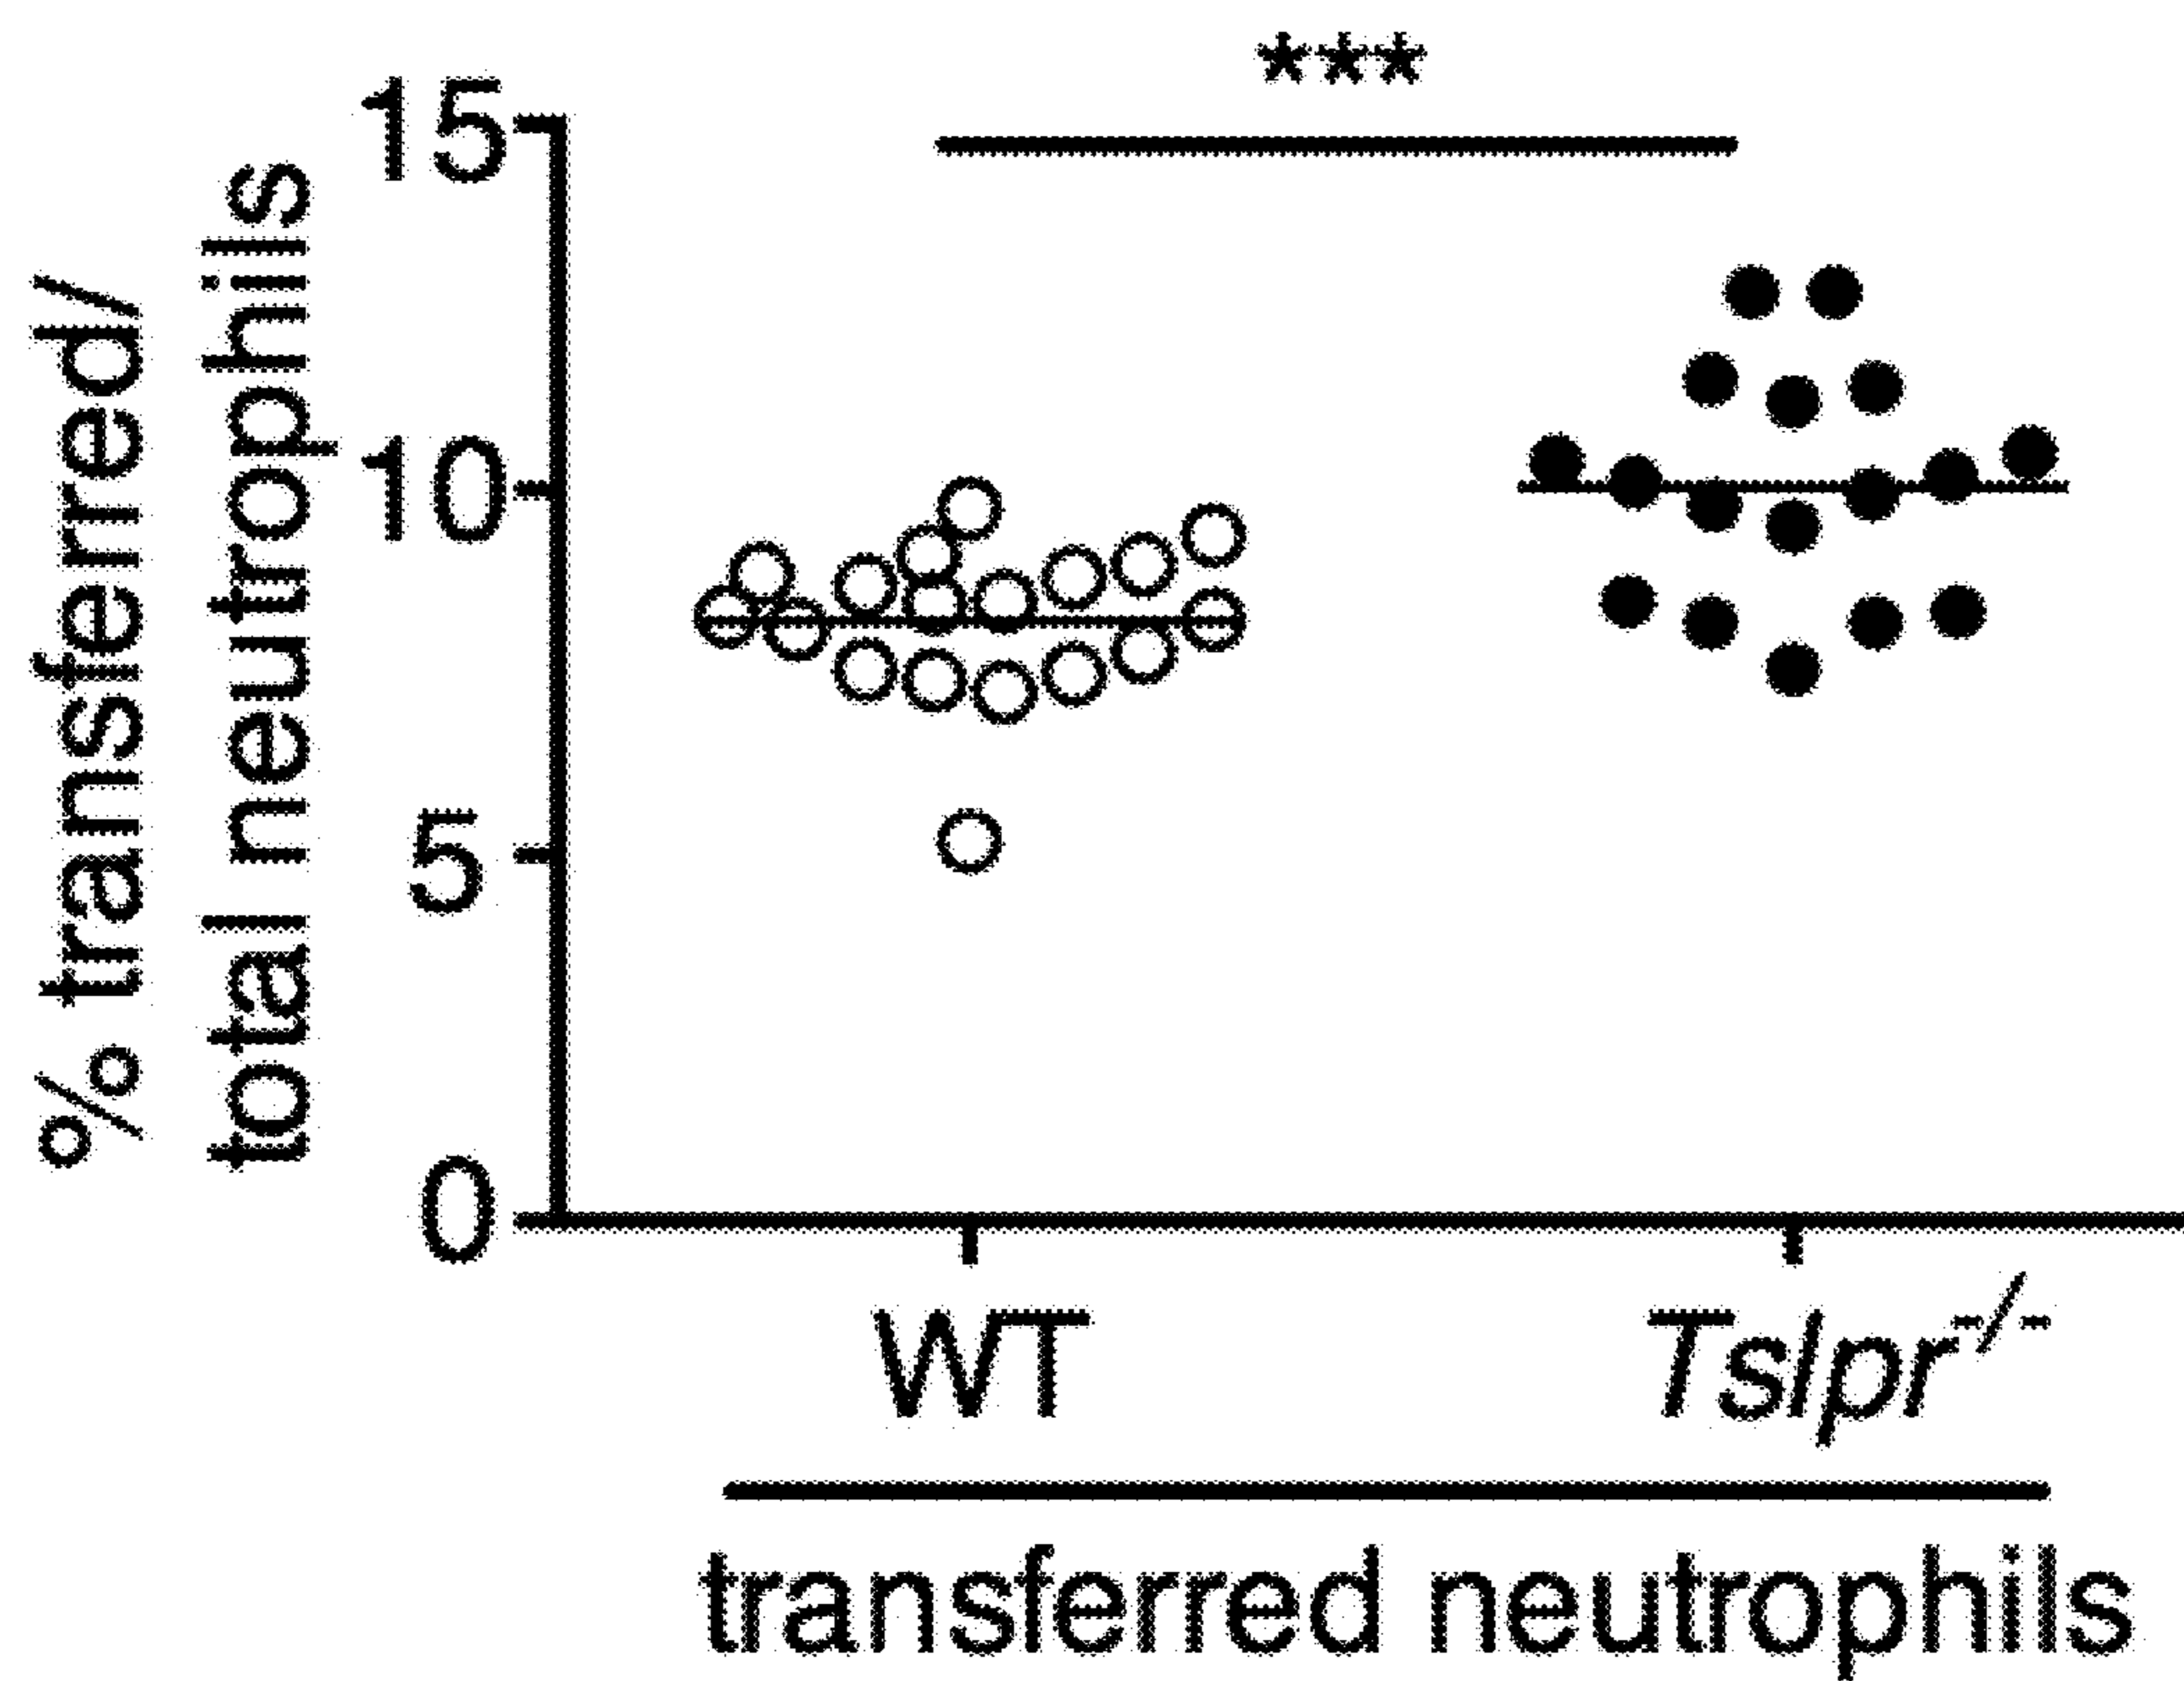 % transferred/
total neutrophils
***
15
10
5
0
WT
Tslpr-/-
transferred neutrophils